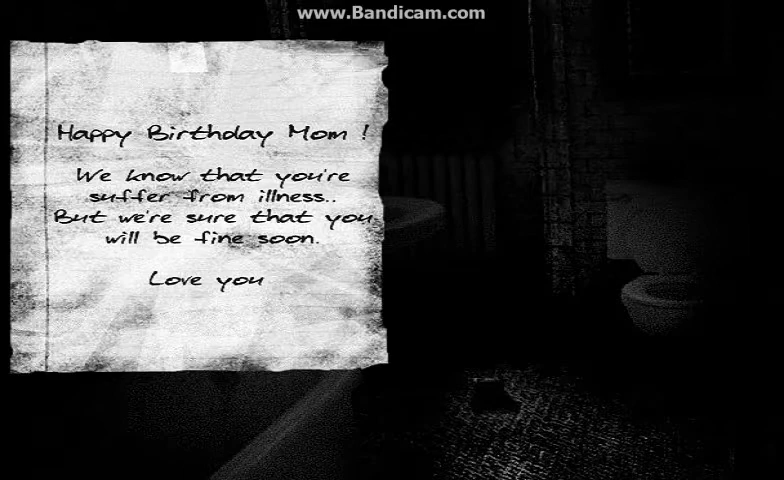 www.Bandicam.com
Happy Birthday Mom !
We know that you're
suffer from illness..
But we're sure that you
will be fine soon.
Love you